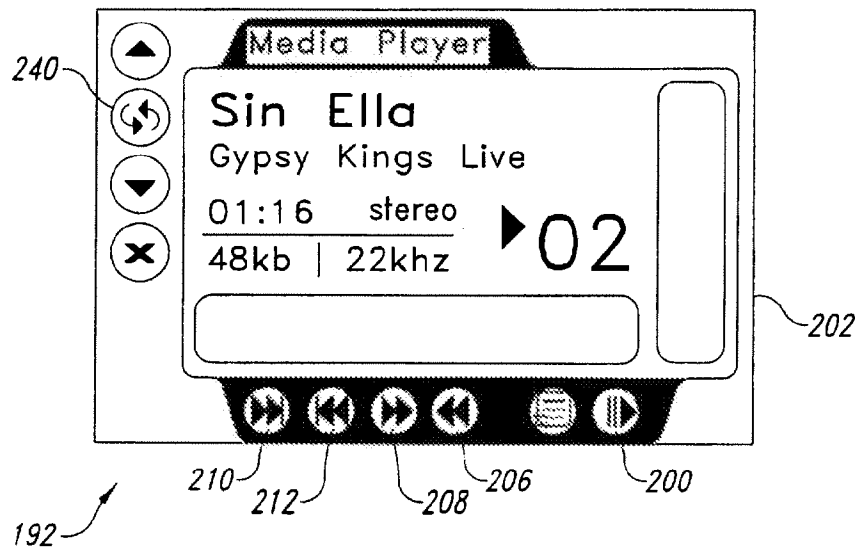 Media Player
240
Sin Ella
Gypsy Kings Live
01:16 stereo
02
48kb | 22khz
202
210
212
208
206
200
192